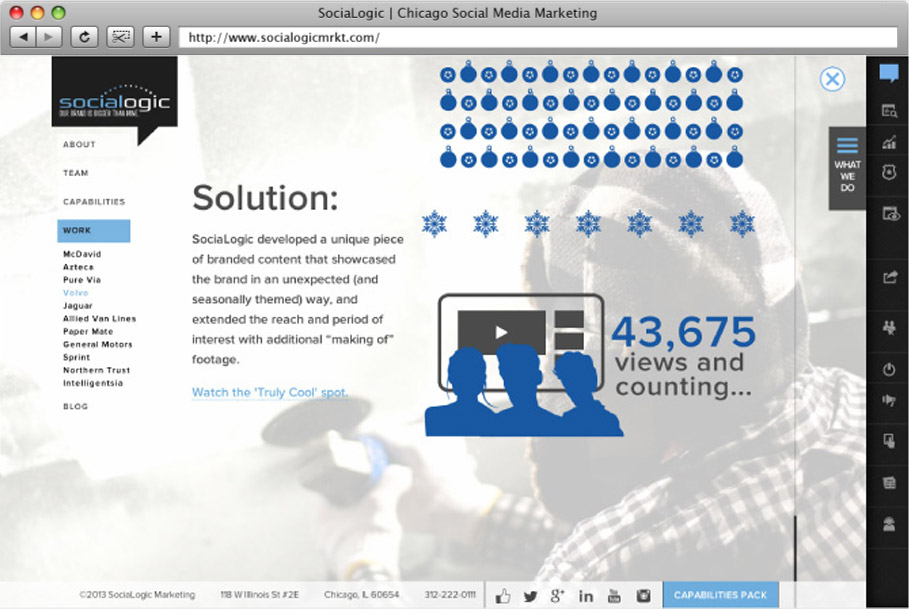 SociaLogic | Chicago Social Media Marketing
http://www.socialogicmrkt.com/
socialogic
OUR BRAND IS BIGGER THAN MINE
ABOUT
TEAM
CAPABILITIES
WORK
McDavid
Azteca
Pure Via
Volvo
Jaguar
Allied Van Lines
Paper Mate
General Motors
Sprint
Northern Trust
Intelligentsia
BLOG
Solution:
SociaLogic developed a unique piece
of branded content that showcased
the brand in an unexpected (and
seasonally themed) way, and
extended the reach and period of
interest with additional “making of”
footage.
Watch the 'Truly Cool' spot.
43,675
views and
counting...
WHAT
WE
DO
©2013 SociaLogic Marketing 118 W Illinois St #2E Chicago, IL 60654 312-222-0111
CAPABILITIES PACK